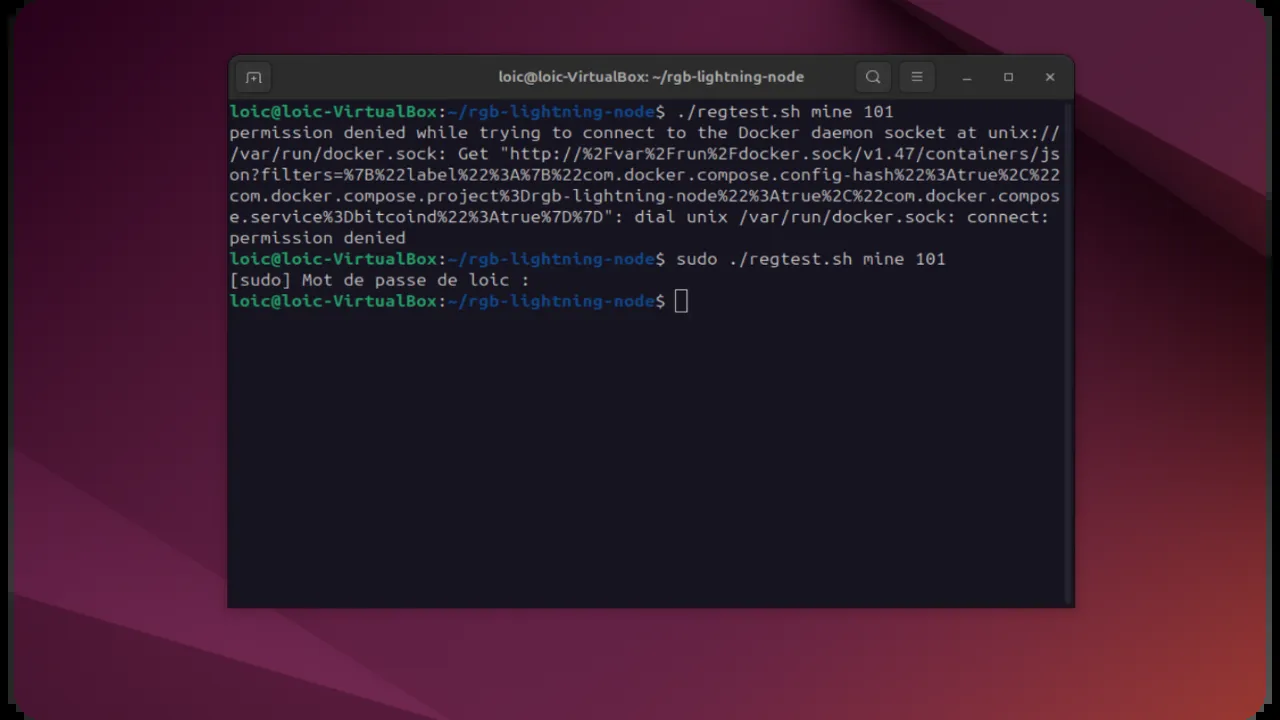 loic@loic-VirtualBox: ~/rgb-lightning-node
loic@loic-VirtualBox:~/rgb-lightning-node$ ./regtest.sh mine 101
permission denied while trying to connect to the Docker daemon socket at unix://
/var/run/docker.sock: Get "http://%2Fvar%2Frun%2Fdocker.sock/v1.47/containers/js
on?filters=%7B%22label%22%3A%7B%22com.docker.compose.config-hash%22%3Atrue%2C%22
com.docker.compose.project%3Drgb-lightning-node%22%3Atrue%2C%22com.docker.compos
e.service%3Dbitcoind%22%3Atrue%7D%7D": dial unix /var/run/docker.sock: connect:
permission denied
loic@loic-VirtualBox:~/rgb-lightning-node$ sudo ./regtest.sh mine 101
[sudo] Mot de passe de loic :
loic@loic-VirtualBox:~/rgb-lightning-node$